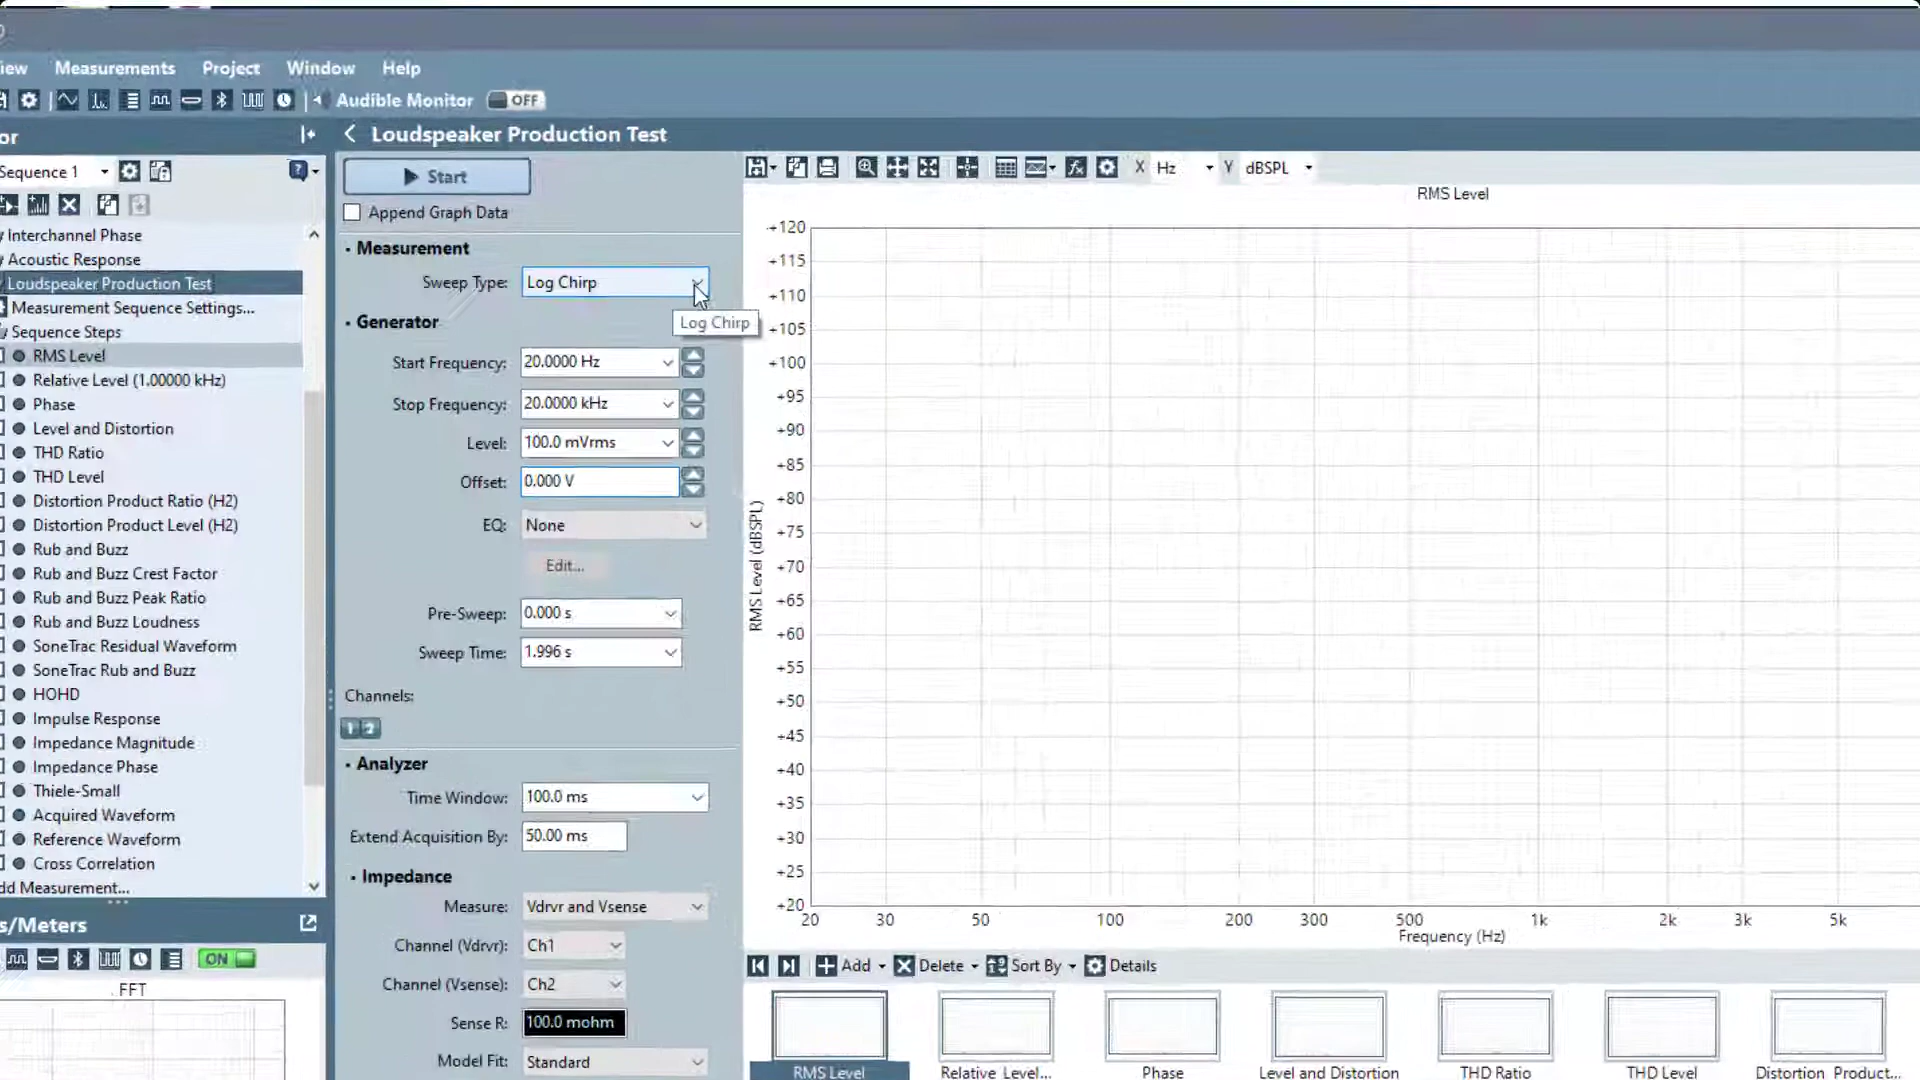 iew Measurements Project Window Help
Audible Monitor OFF
or
Loudspeaker Production Test
Sequence 1
Interchannel Phase
Acoustic Response
Loudspeaker Production Test
Measurement Sequence Settings...
Sequence Steps
RMS Level
Relative Level (1.00000 kHz)
Phase
Level and Distortion
THD Ratio
THD Level
Distortion Product Ratio (H2)
Distortion Product Level (H2)
Rub and Buzz
Rub and Buzz Crest Factor
Rub and Buzz Peak Ratio
Rub and Buzz Loudness
SoneTrac Residual Waveform
SoneTrac Rub and Buzz
HOHD
Impulse Response
Impedance Magnitude
Impedance Phase
Thiele-Small
Acquired Waveform
Reference Waveform
Cross Correlation
dd Measurement...
s/Meters
ON
FFT
Start
Append Graph Data
Measurement
Sweep Type: Log Chirp
Log Chirp
Generator
Start Frequency: 20.0000 Hz
Stop Frequency: 20.0000 kHz
Level: 100.0 mVrms
Offset: 0.000 V
EQ: None
Edit...
Pre-Sweep: 0.000 s
Sweep Time: 1.996 s
Channels:
1 2
Analyzer
Time Window: 100.0 ms
Extend Acquisition By: 50.00 ms
Impedance
Measure: Vdrvr and Vsense
Channel (Vdrvr): Ch1
Channel (Vsense): Ch2
Sense R: 100.0 mohm
Model Fit: Standard
X Hz Y dBSPL
RMS Level
+120
+115
+110
+105
+100
+95
+90
+85
+80
+75
+70
+65
+60
+55
+50
+45
+40
+35
+30
+25
+20
RMS Level (dBSPL)
20 30 50 100 200 300 500 1k 2k 3k 5k
Frequency (Hz)
Add Delete Sort By Details
RMS Level Relative Level... Phase Level and Distortion THD Ratio THD Level Distortion Product...